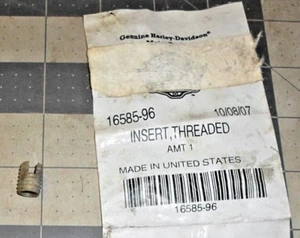 Genuine Harley-Davidson®
16585-96 10/08/07
INSERT,THREADED
AMT 1
MADE IN UNITED STATES
16585-96